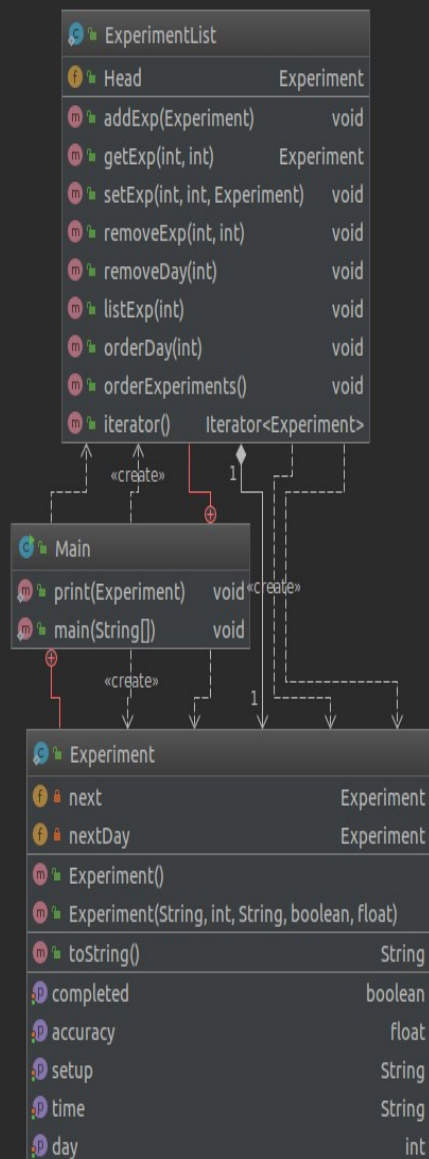 ExperimentList
Head Experiment
addExp(Experiment) void
getExp(int, int) Experiment
setExp(int, int, Experiment) void
removeExp(int, int) void
removeDay(int) void
listExp(int) void
orderDay(int) void
orderExperiments() void
iterator() Iterator<Experiment>
«create»
1
Main
print(Experiment) void
«create»
main(String[]) void
«create»
1
Experiment
next Experiment
nextDay Experiment
Experiment()
Experiment(String, int, String, boolean, float)
toString() String
completed boolean
accuracy float
setup String
time String
day int